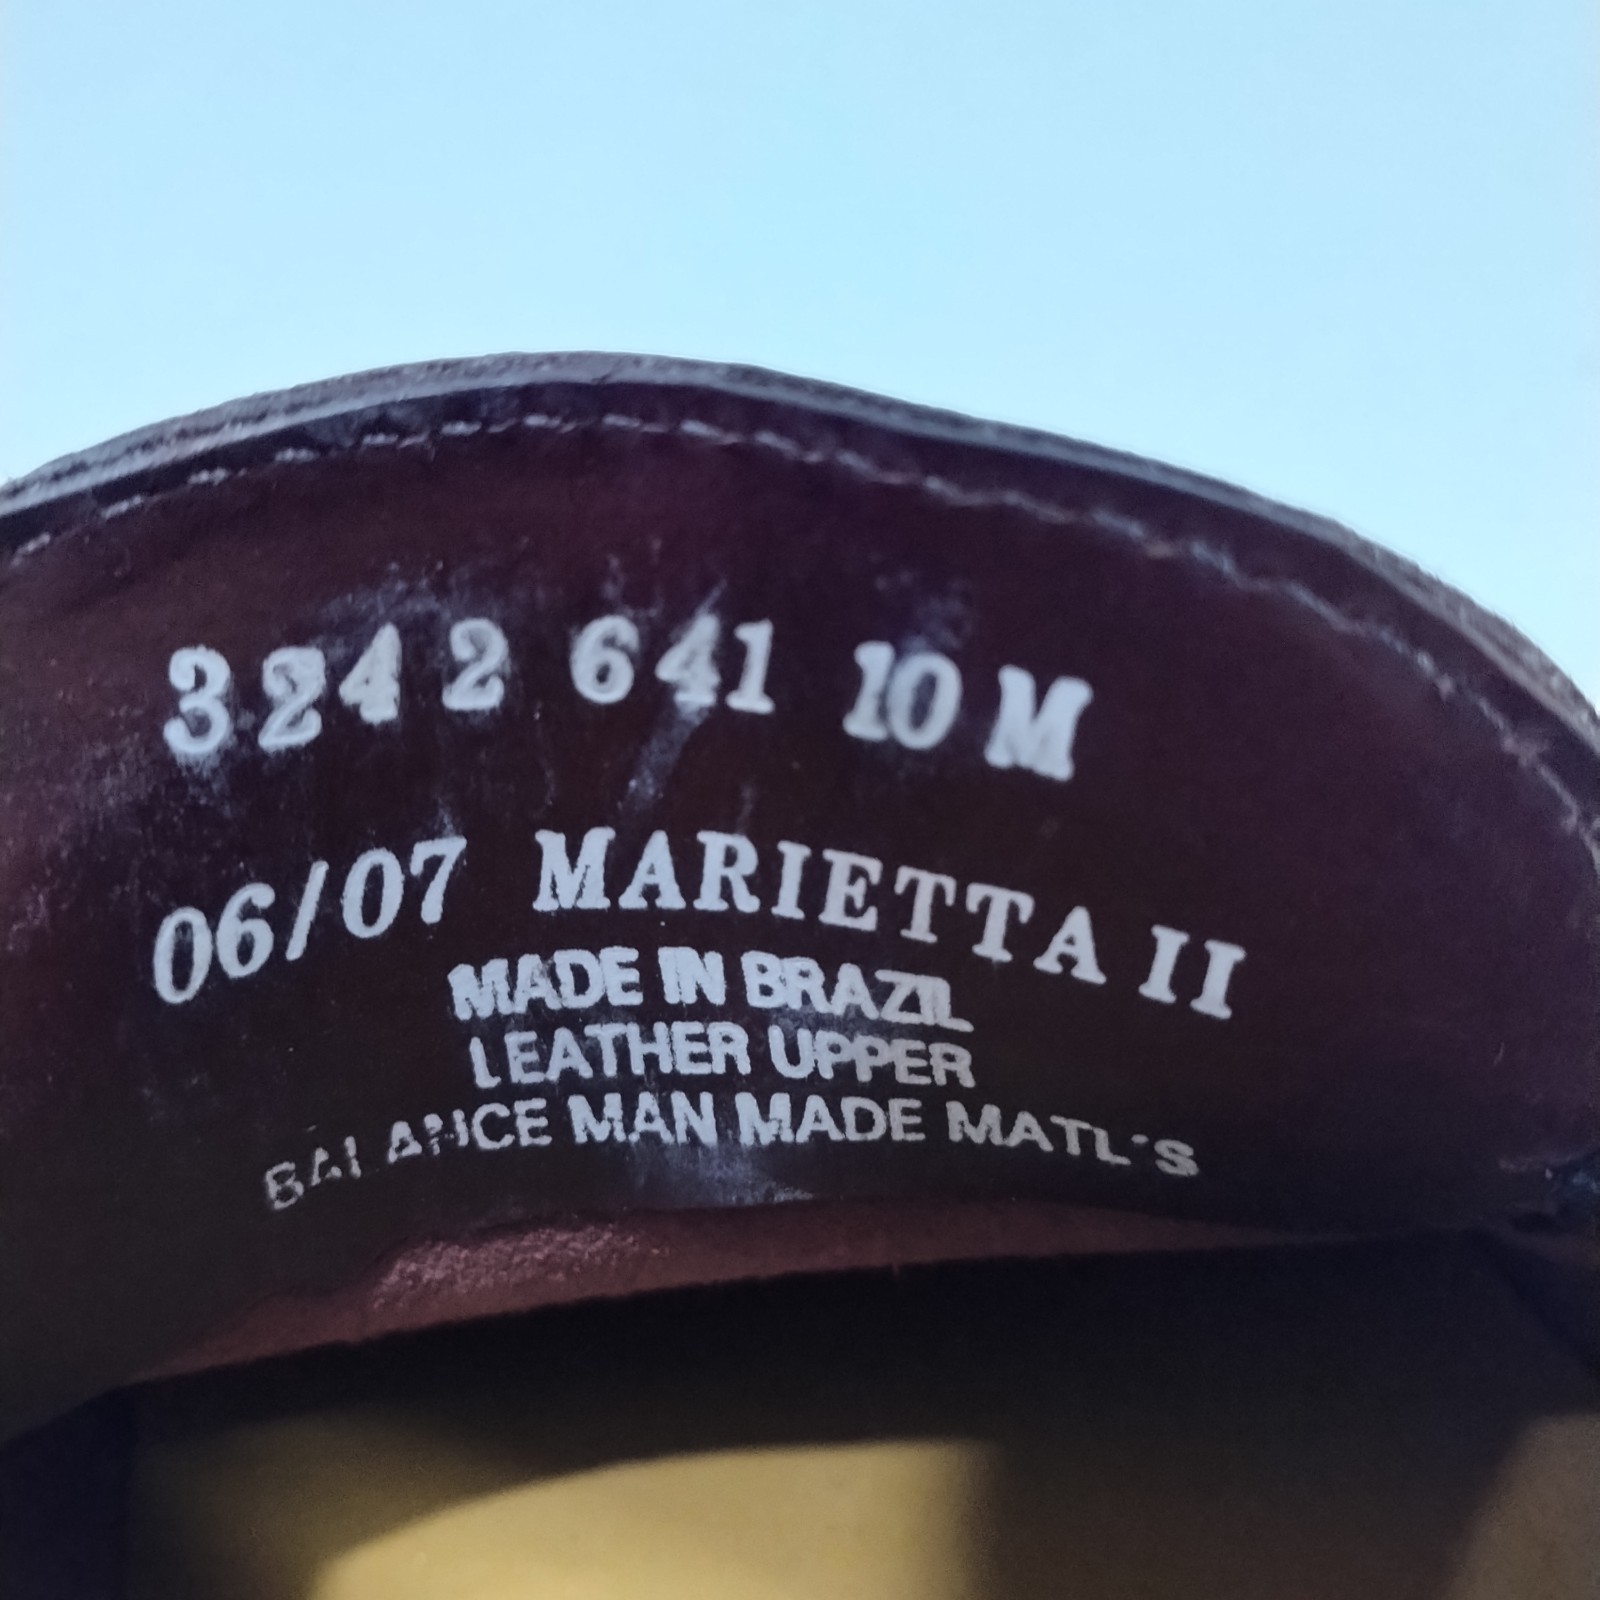 3242 641 10 M
06/07 MARIETTA II
MADE IN BRAZIL
LEATHER UPPER
BALANCE MAN MADE MATL'S